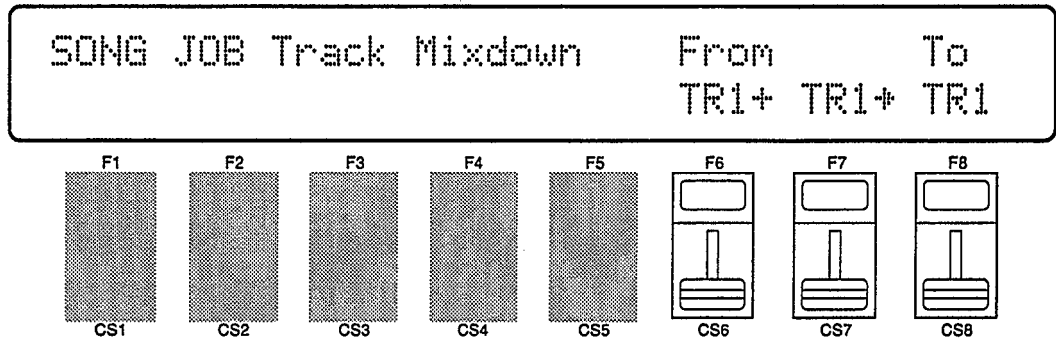 SONG JOB Track Mixdown From To
TR1+ TR1→ TR1
F1 F2 F3 F4 F5 F6 F7 F8
CS1 CS2 CS3 CS4 CS5 CS6 CS7 CS8